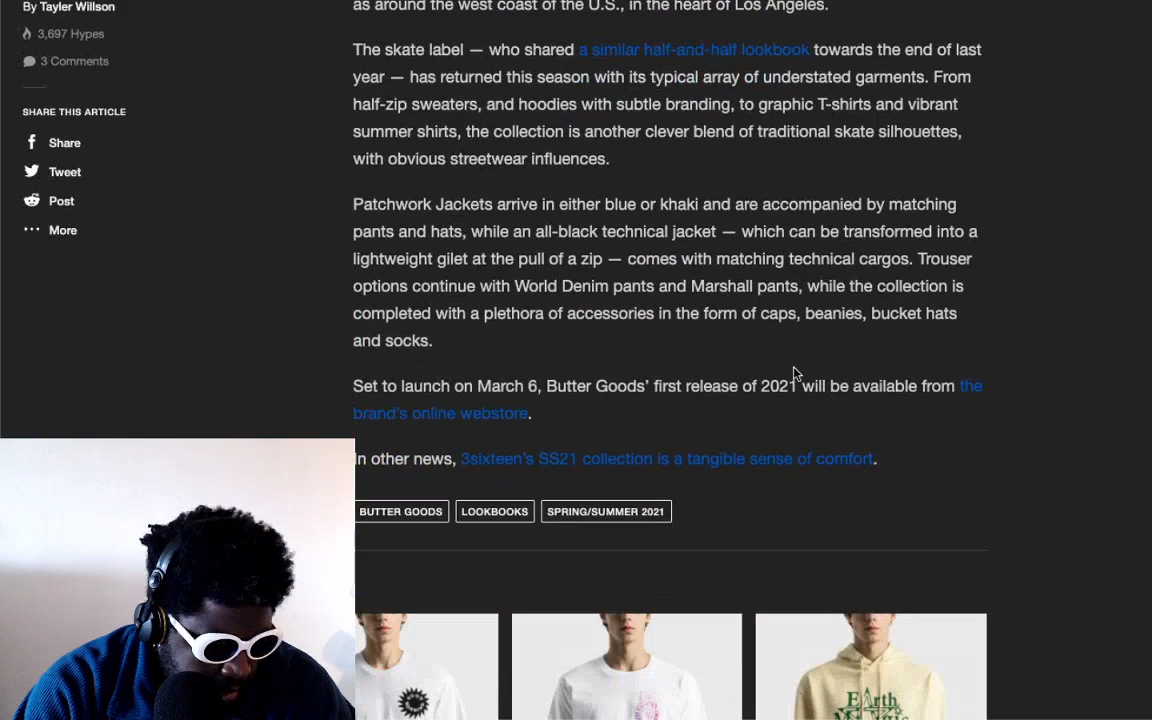 By Tayler Willson
3,697 Hypes
3 Comments
SHARE THIS ARTICLE
Share
Tweet
Post
More
as around the west coast of the U.S., in the heart of Los Angeles.
The skate label — who shared a similar half-and-half lookbook towards the end of last
year — has returned this season with its typical array of understated garments. From
half-zip sweaters, and hoodies with subtle branding, to graphic T-shirts and vibrant
summer shirts, the collection is another clever blend of traditional skate silhouettes,
with obvious streetwear influences.
Patchwork Jackets arrive in either blue or khaki and are accompanied by matching
pants and hats, while an all-black technical jacket — which can be transformed into a
lightweight gilet at the pull of a zip — comes with matching technical cargos. Trouser
options continue with World Denim pants and Marshall pants, while the collection is
completed with a plethora of accessories in the form of caps, beanies, bucket hats
and socks.
Set to launch on March 6, Butter Goods’ first release of 2021 will be available from the
brand’s online webstore.
In other news, 3sixteen’s SS21 collection is a tangible sense of comfort.
BUTTER GOODS LOOKBOOKS SPRING/SUMMER 2021
Earth